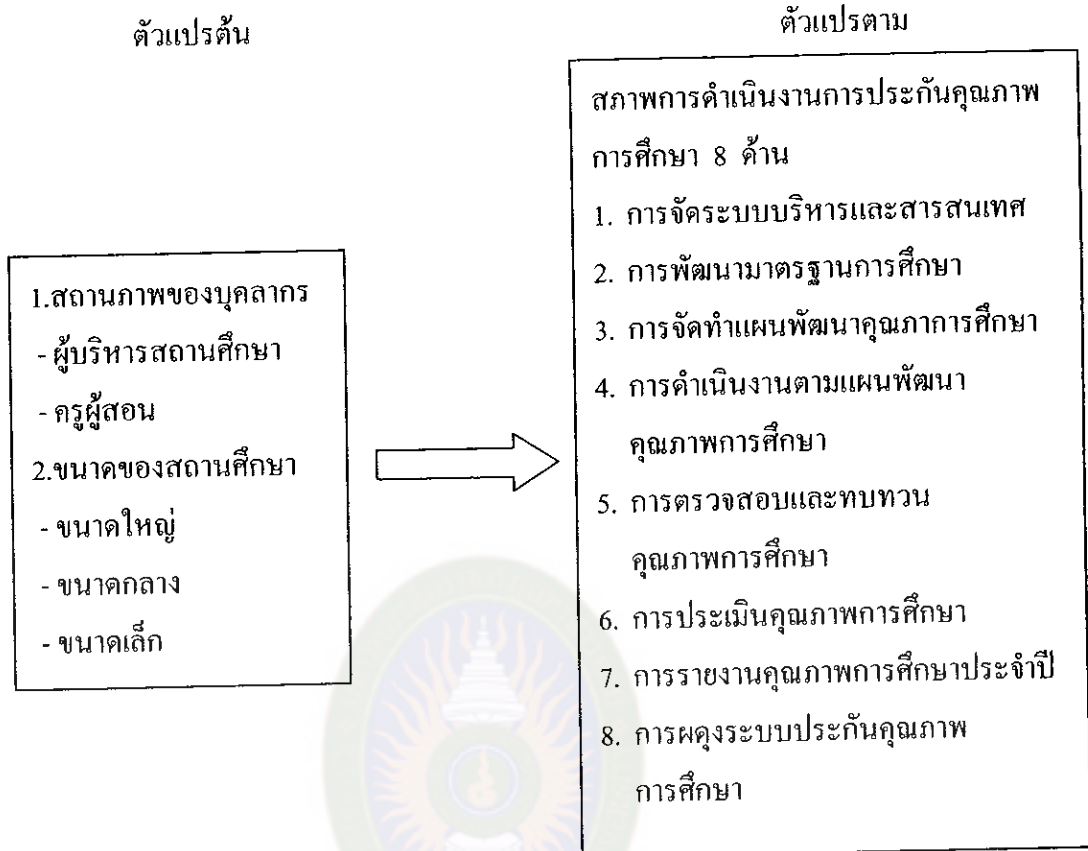 ตัวแปรต้น
ตัวแปรตาม
1.สถานภาพของบุคลากร
- ผู้บริหารสถานศึกษา
- ครูผู้สอน
2.ขนาดของสถานศึกษา
- ขนาดใหญ่
- ขนาดกลาง
- ขนาดเล็ก
สภาพการดำเนินงานการประกันคุณภาพ
การศึกษา 8 ด้าน
1. การจัดระบบบริหารและสารสนเทศ
2. การพัฒนามาตรฐานการศึกษา
3. การจัดทำแผนพัฒนาคุณภาการศึกษา
4. การดำเนินงานตามแผนพัฒนา
คุณภาพการศึกษา
5. การตรวจสอบและทบทวน
คุณภาพการศึกษา
6. การประเมินคุณภาพการศึกษา
7. การรายงานคุณภาพการศึกษาประจำปี
8. การผดุงระบบประกันคุณภาพ
การศึกษา